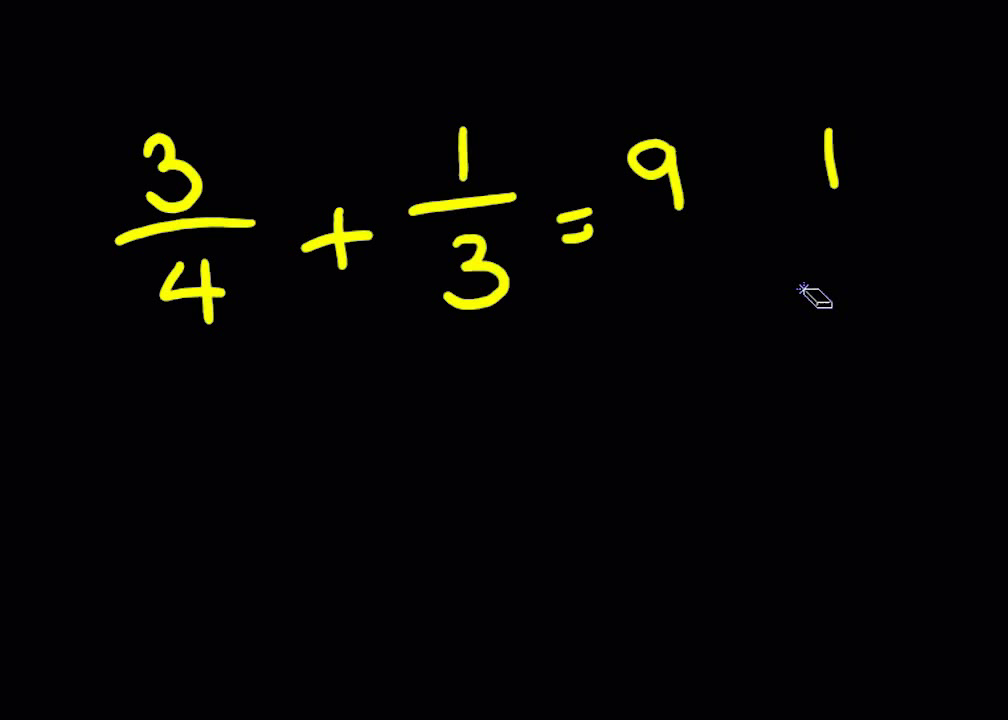 3/4 + 1/3 = 9 1